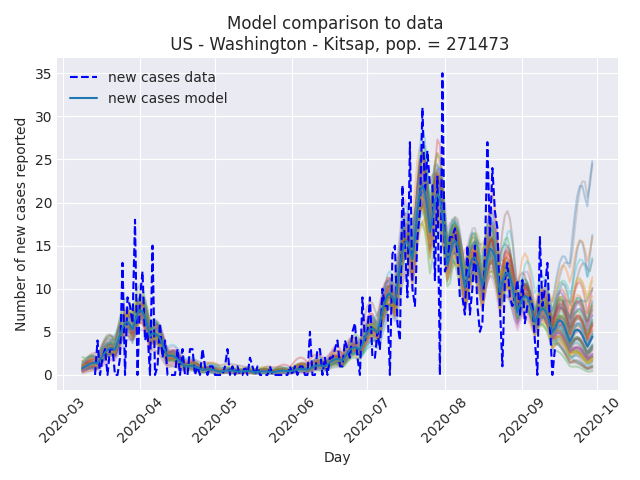 Model comparison to data
US - Washington - Kitsap, pop. = 271473
new cases data
new cases model
Number of new cases reported
35
30
25
20
15
10
5
0
2020-03
2020-04
2020-05
2020-06
2020-07
2020-08
2020-09
2020-10
Day